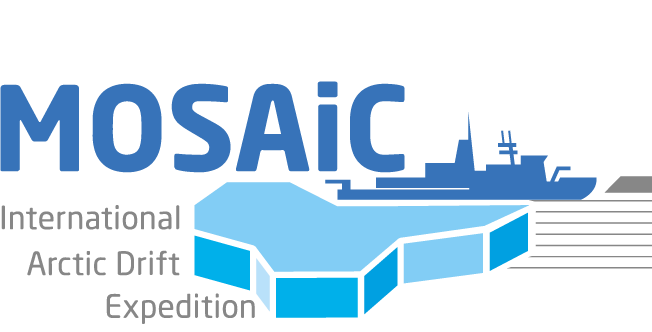 MOSAiC
International
Arctic Drift
Expedition